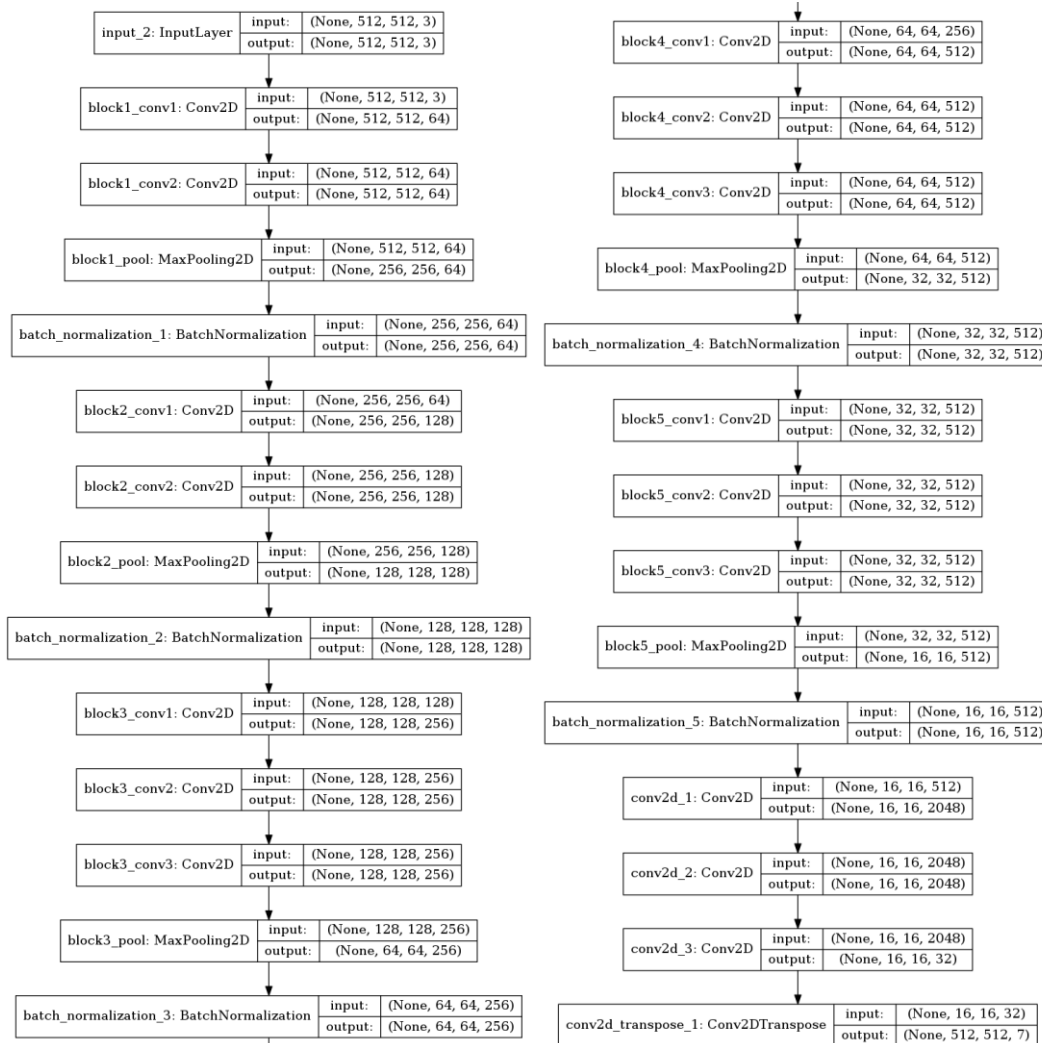 input_2: InputLayer
input: (None, 512, 512, 3)
output: (None, 512, 512, 3)
block1_conv1: Conv2D
input: (None, 512, 512, 3)
output: (None, 512, 512, 64)
block1_conv2: Conv2D
input: (None, 512, 512, 64)
output: (None, 512, 512, 64)
block1_pool: MaxPooling2D
input: (None, 512, 512, 64)
output: (None, 256, 256, 64)
batch_normalization_1: BatchNormalization
input: (None, 256, 256, 64)
output: (None, 256, 256, 64)
block2_conv1: Conv2D
input: (None, 256, 256, 64)
output: (None, 256, 256, 128)
block2_conv2: Conv2D
input: (None, 256, 256, 128)
output: (None, 256, 256, 128)
block2_pool: MaxPooling2D
input: (None, 256, 256, 128)
output: (None, 128, 128, 128)
batch_normalization_2: BatchNormalization
input: (None, 128, 128, 128)
output: (None, 128, 128, 128)
block3_conv1: Conv2D
input: (None, 128, 128, 128)
output: (None, 128, 128, 256)
block3_conv2: Conv2D
input: (None, 128, 128, 256)
output: (None, 128, 128, 256)
block3_conv3: Conv2D
input: (None, 128, 128, 256)
output: (None, 128, 128, 256)
block3_pool: MaxPooling2D
input: (None, 128, 128, 256)
output: (None, 64, 64, 256)
batch_normalization_3: BatchNormalization
input: (None, 64, 64, 256)
output: (None, 64, 64, 256)
block4_conv1: Conv2D
input: (None, 64, 64, 256)
output: (None, 64, 64, 512)
block4_conv2: Conv2D
input: (None, 64, 64, 512)
output: (None, 64, 64, 512)
block4_conv3: Conv2D
input: (None, 64, 64, 512)
output: (None, 64, 64, 512)
block4_pool: MaxPooling2D
input: (None, 64, 64, 512)
output: (None, 32, 32, 512)
batch_normalization_4: BatchNormalization
input: (None, 32, 32, 512)
output: (None, 32, 32, 512)
block5_conv1: Conv2D
input: (None, 32, 32, 512)
output: (None, 32, 32, 512)
block5_conv2: Conv2D
input: (None, 32, 32, 512)
output: (None, 32, 32, 512)
block5_conv3: Conv2D
input: (None, 32, 32, 512)
output: (None, 32, 32, 512)
block5_pool: MaxPooling2D
input: (None, 32, 32, 512)
output: (None, 16, 16, 512)
batch_normalization_5: BatchNormalization
input: (None, 16, 16, 512)
output: (None, 16, 16, 512)
conv2d_1: Conv2D
input: (None, 16, 16, 512)
output: (None, 16, 16, 2048)
conv2d_2: Conv2D
input: (None, 16, 16, 2048)
output: (None, 16, 16, 2048)
conv2d_3: Conv2D
input: (None, 16, 16, 2048)
output: (None, 16, 16, 32)
conv2d_transpose_1: Conv2DTranspose
input: (None, 16, 16, 32)
output: (None, 512, 512, 7)